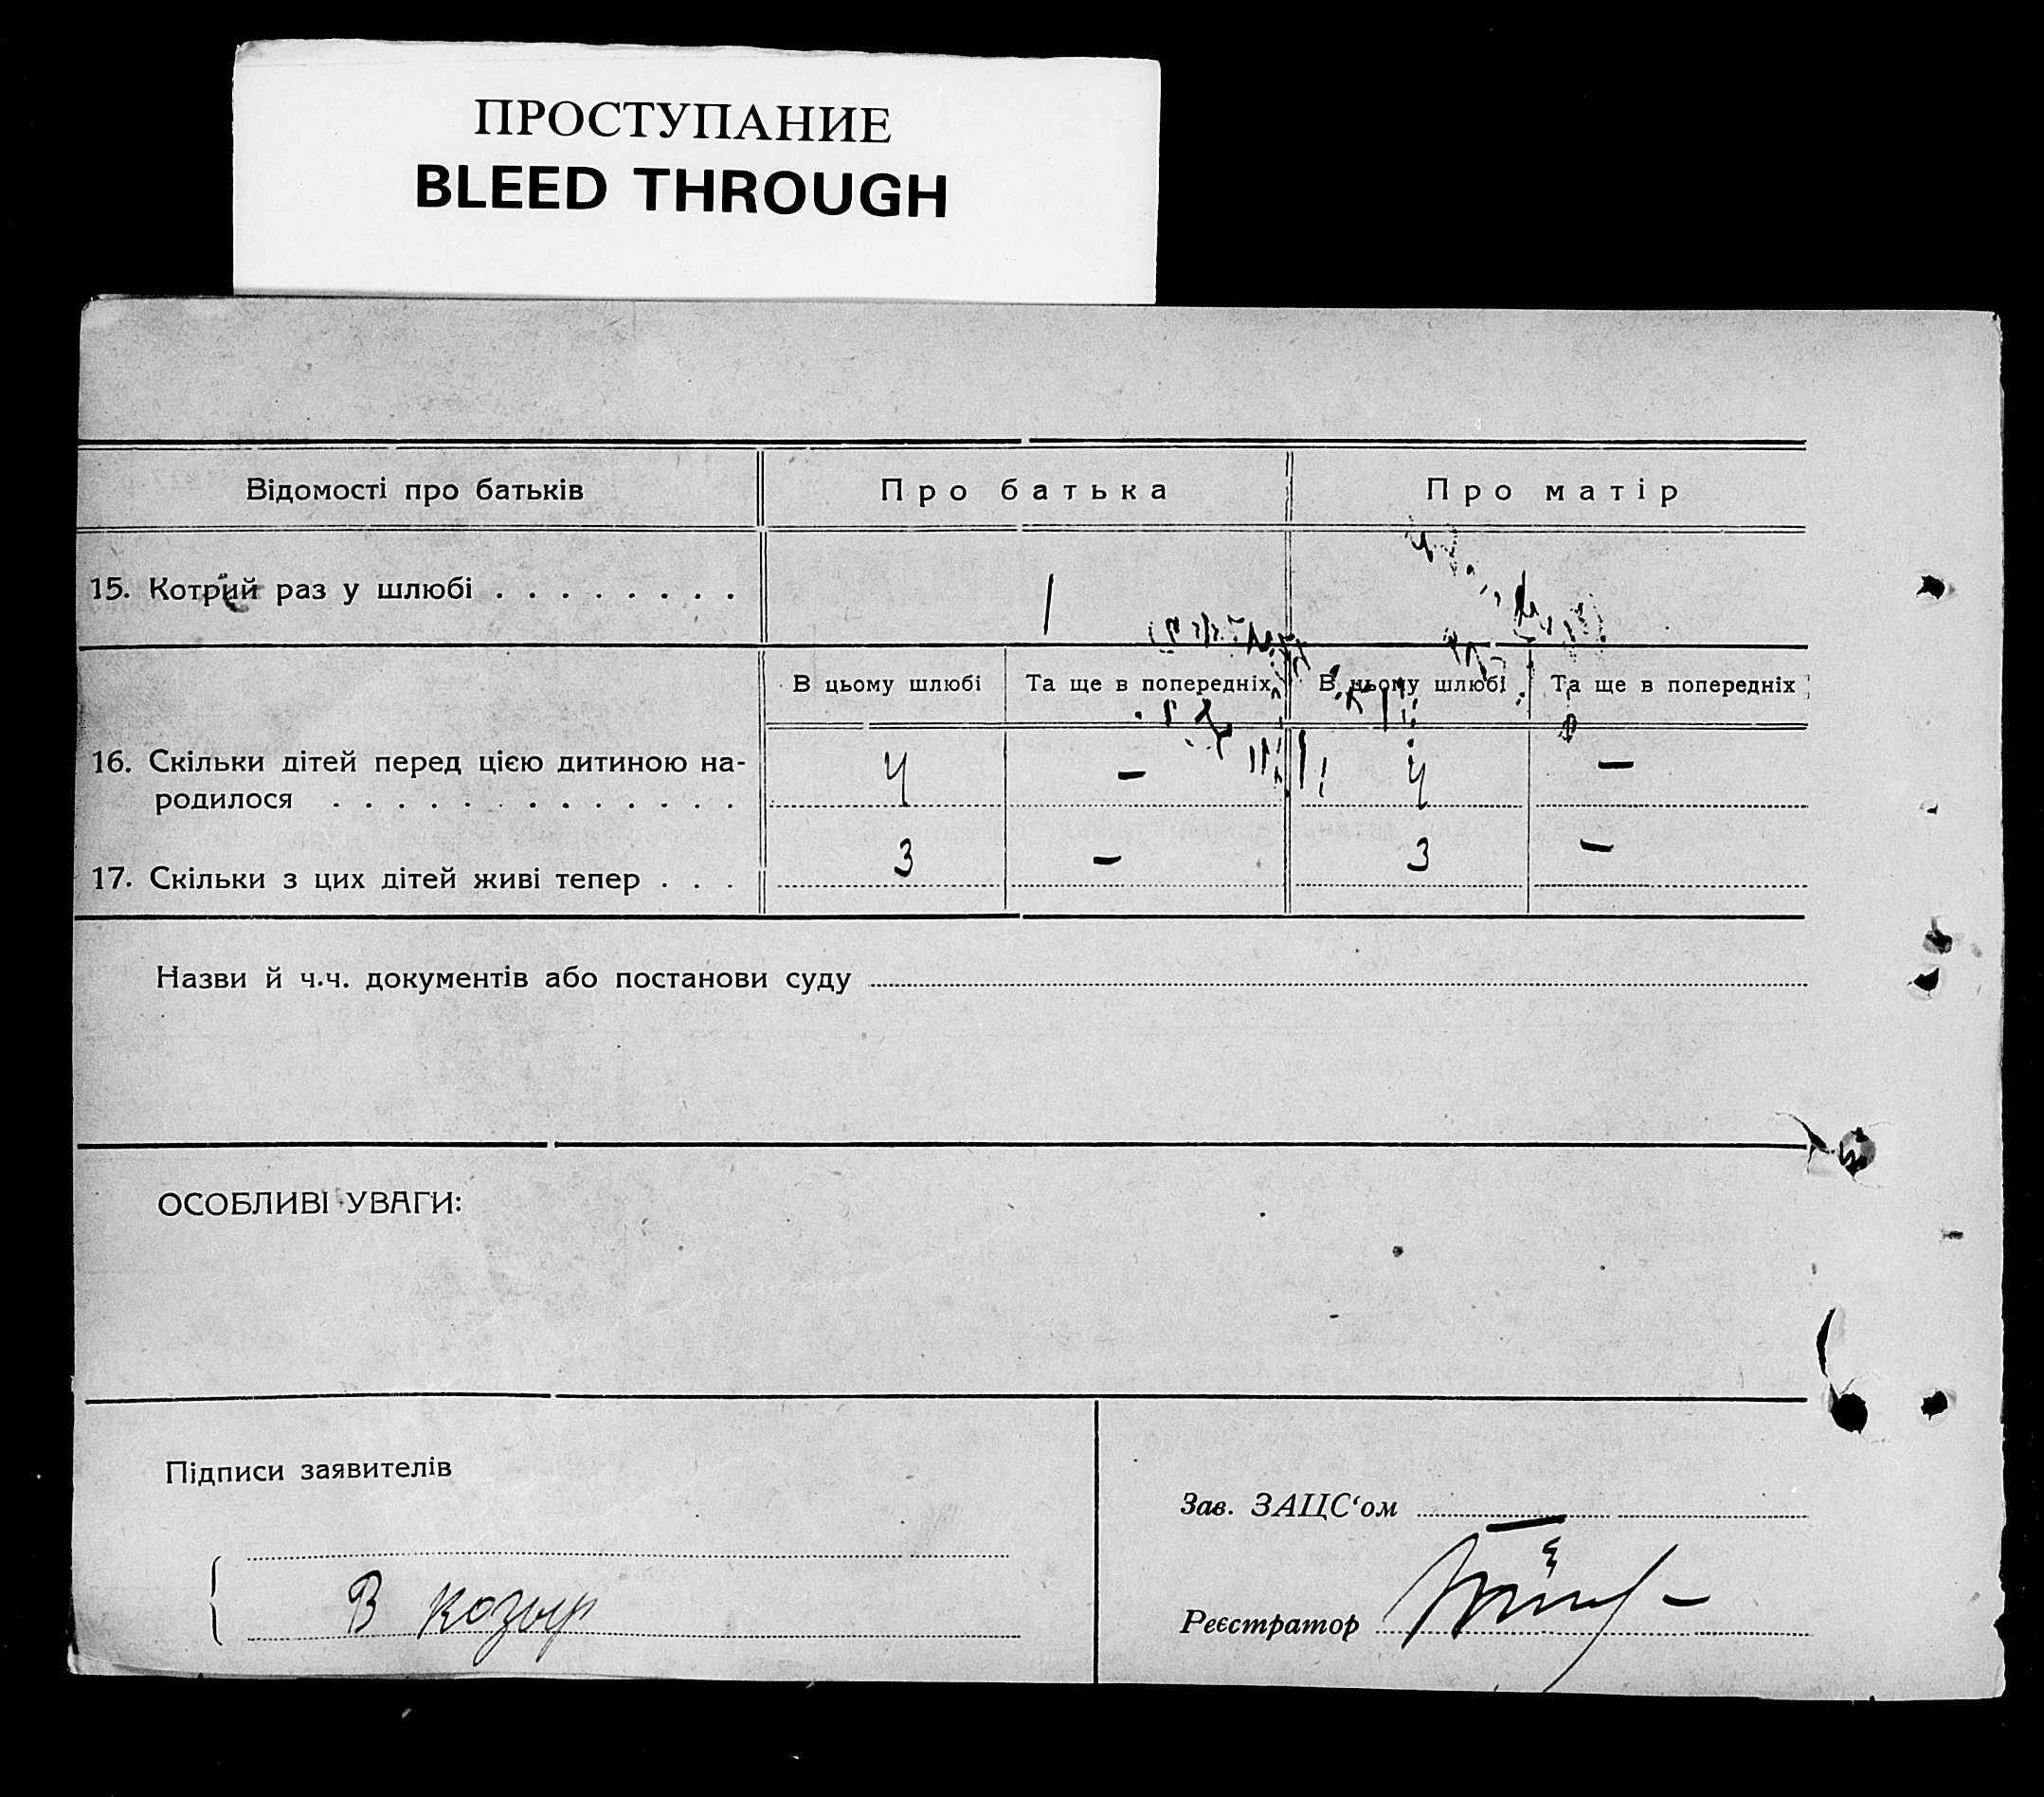 ПРОСТУПАНИЕ
BLEED THROUGH
Відомості про батьків Про батька Про матір
15. Котрий раз у шлюбі . . . . . . . . 1 1
В цьому шлюбі Та ще в попередніх В цьому шлюбі Та ще в попередніх
16. Скільки дітей перед цією дитиною на-
родилося . . . . . . . . . . . . . 4 — 4 —
17. Скільки з цих дітей живі тепер . . . 3 — 3 —
Назви й ч.ч. документів або постанови суду
ОСОБЛИВІ УВАГИ:
Підписи заявителів
Зав. ЗАЦС‘ом
В козыр
Реєстратор